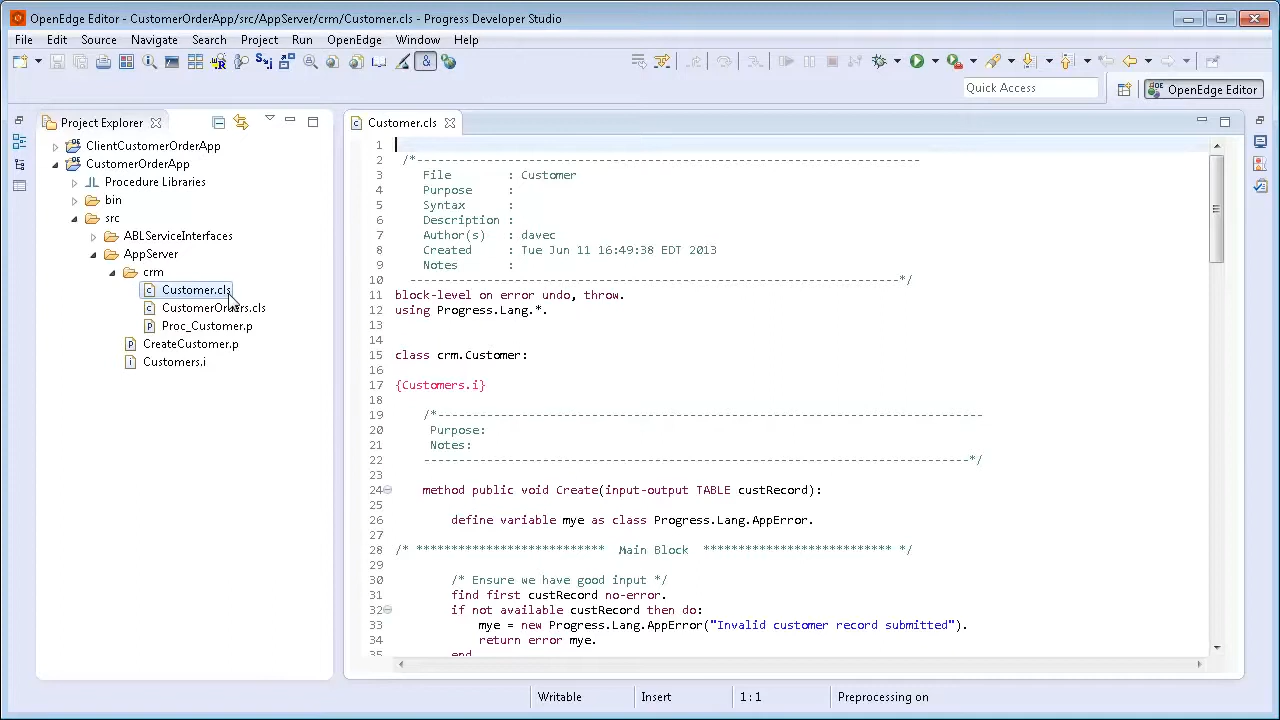 OpenEdge Editor - CustomerOrderApp/src/AppServer/crm/Customer.cls - Progress Developer Studio
File Edit Source Navigate Search Project Run OpenEdge Window Help
Quick Access
OpenEdge Editor
Project Explorer
ClientCustomerOrderApp
CustomerOrderApp
Procedure Libraries
bin
src
ABLServiceInterfaces
AppServer
crm
Customer.cls
CustomerOrders.cls
Proc_Customer.p
CreateCustomer.p
Customers.i
Customer.cls
1
2 /*-------------------------------------------------------------------------
3 File : Customer
4 Purpose :
5 Syntax :
6 Description :
7 Author(s) : davec
8 Created : Tue Jun 11 16:49:38 EDT 2013
9 Notes :
10 ----------------------------------------------------------------------*/
11 block-level on error undo, throw.
12 using Progress.Lang.*.
13
14
15 class crm.Customer:
16
17 {Customers.i}
18
19 /*------------------------------------------------------------------------------
20 Purpose:
21 Notes:
22 ------------------------------------------------------------------------------*/
23
24 method public void Create(input-output TABLE custRecord):
25
26 define variable mye as class Progress.Lang.AppError.
27
28 /* *************************** Main Block *************************** */
29
30 /* Ensure we have good input */
31 find first custRecord no-error.
32 if not available custRecord then do:
33 mye = new Progress.Lang.AppError("Invalid customer record submitted").
34 return error mye.
35 end
Writable Insert 1:1 Preprocessing on